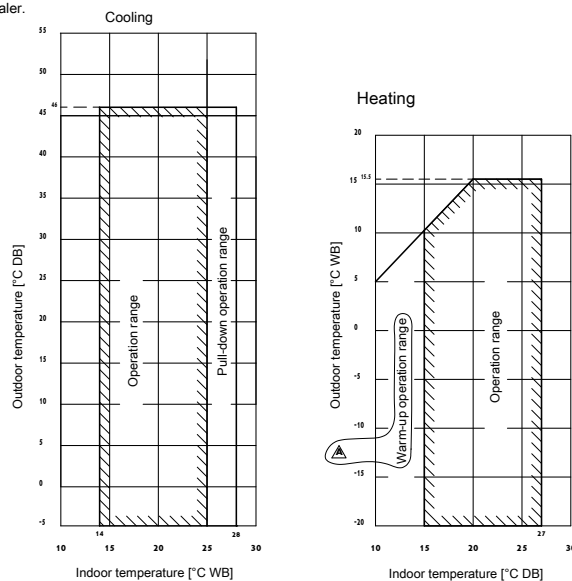 aler.
Cooling
55
50
46
45
40
35
30
25
20
15
10
5
0
-5
Outdoor temperature [°C DB]
Operation range
Pull-down operation range
14
28
10 15 20 25 30
Indoor temperature [°C WB]
Heating
20
15
15.5
10
5
0
-5
-10
-15
-20
Outdoor temperature [°C WB]
Warm-up operation range
Operation range
A
27
10 15 20 25 30
Indoor temperature [°C DB]